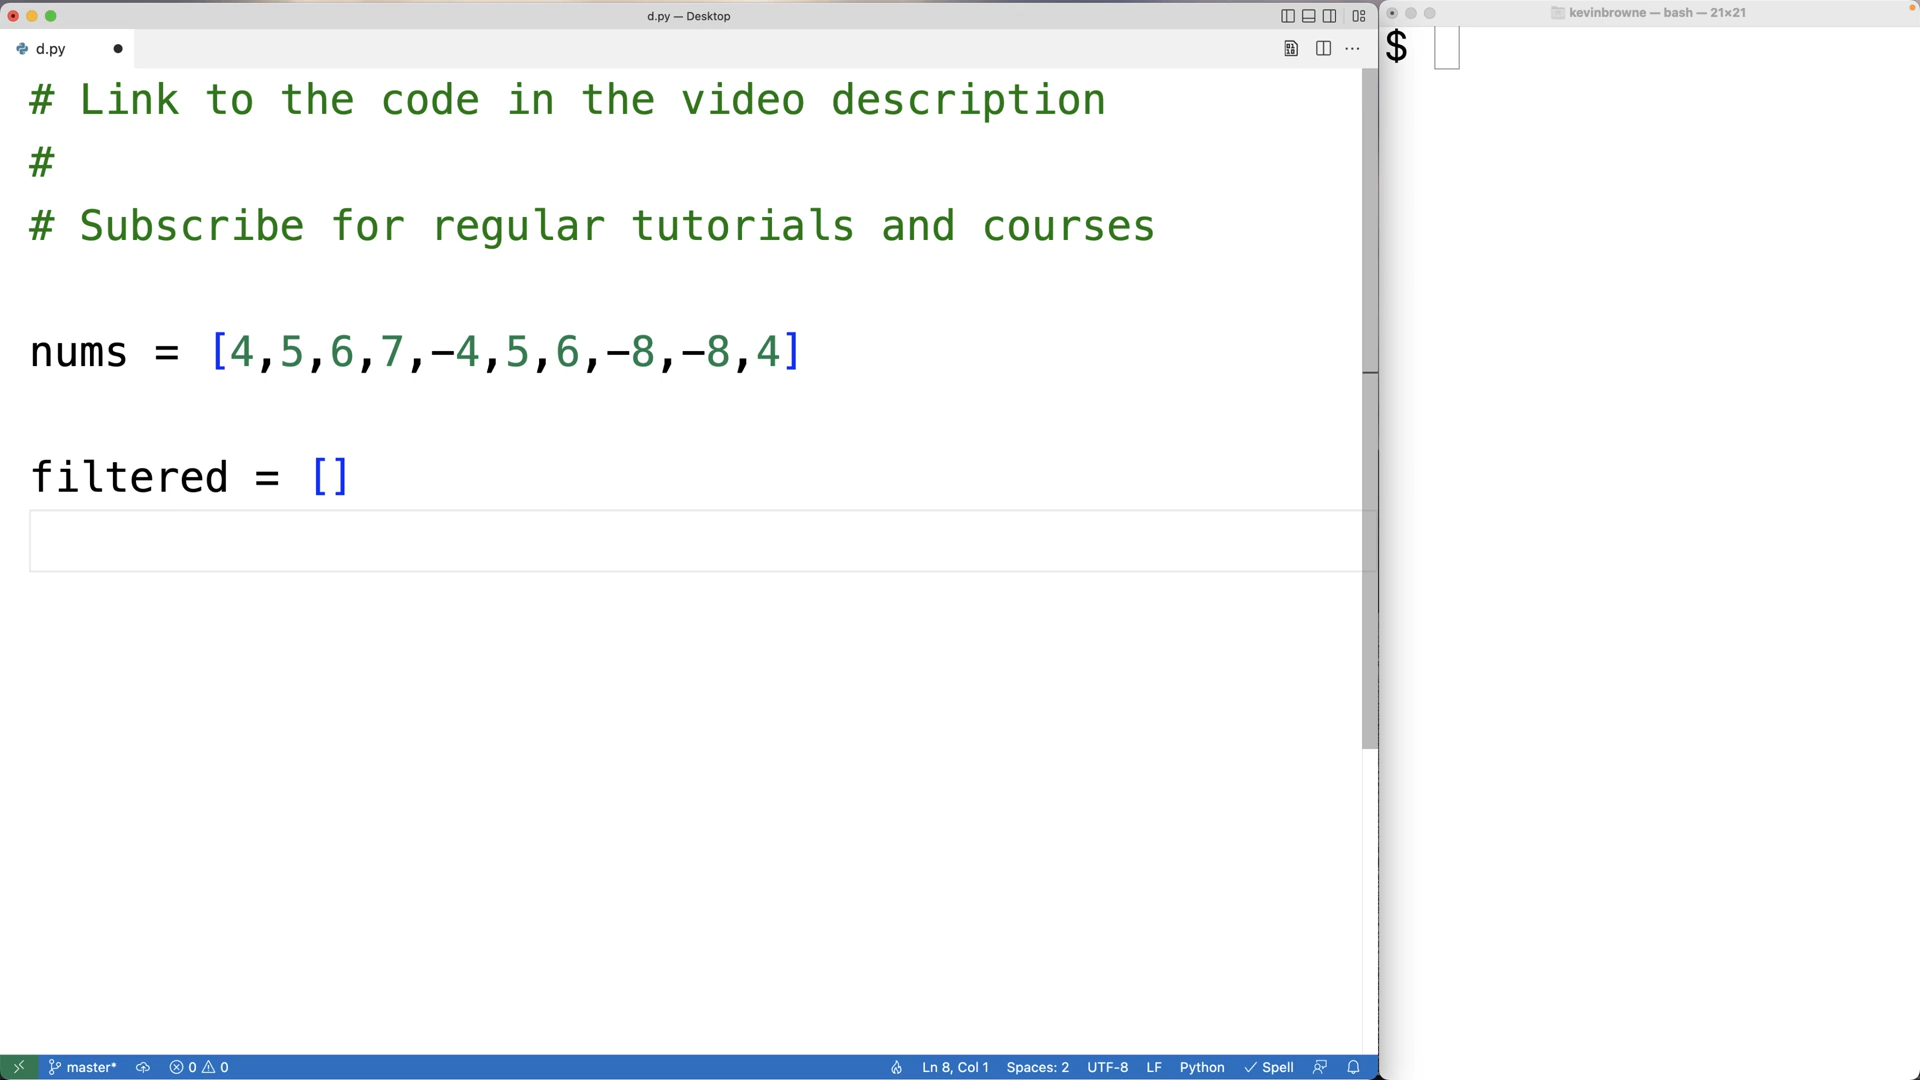 d.py — Desktop
d.py
# Link to the code in the video description
#
# Subscribe for regular tutorials and courses
nums = [4,5,6,7,-4,5,6,-8,-8,4]
filtered = []
master* 0 0 Ln 8, Col 1 Spaces: 2 UTF-8 LF Python Spell
kevinbrowne — bash — 21×21
$